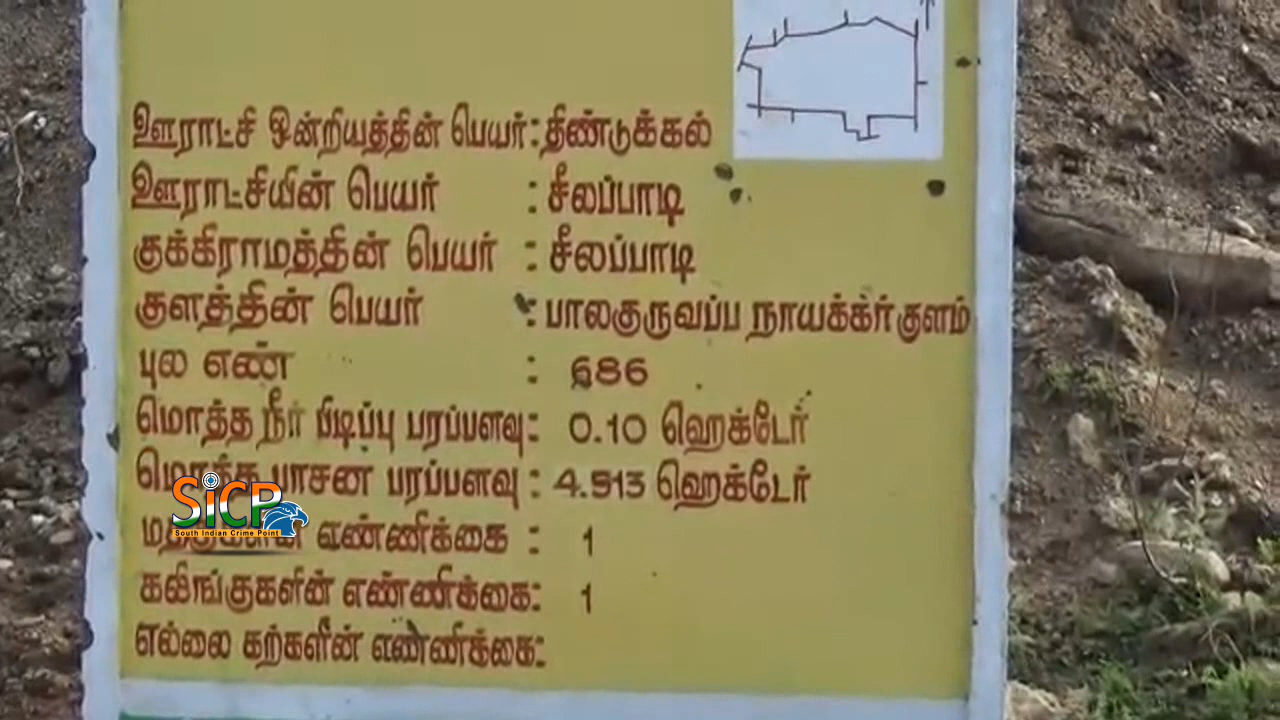 ஊராட்சி ஒன்றியத்தின் பெயர்: திண்டுக்கல்
ஊராட்சியின் பெயர் : சீலப்பாடி
குக்கிராமத்தின் பெயர் : சீலப்பாடி
குளத்தின் பெயர் : பாலகுருவப்ப நாயக்கர் குளம்
புல எண் : 686
மொத்த நீர் பிடிப்பு பரப்பளவு: 0.10 ஹெக்டேர்
மொத்த பாசன பரப்பளவு : 4.913 ஹெக்டேர்
SiCP
South Indian Crime Point
எண்ணிக்கை : 1
கலிங்குகளின் எண்ணிக்கை: 1
எல்லை கற்களின் எண்ணிக்கை: